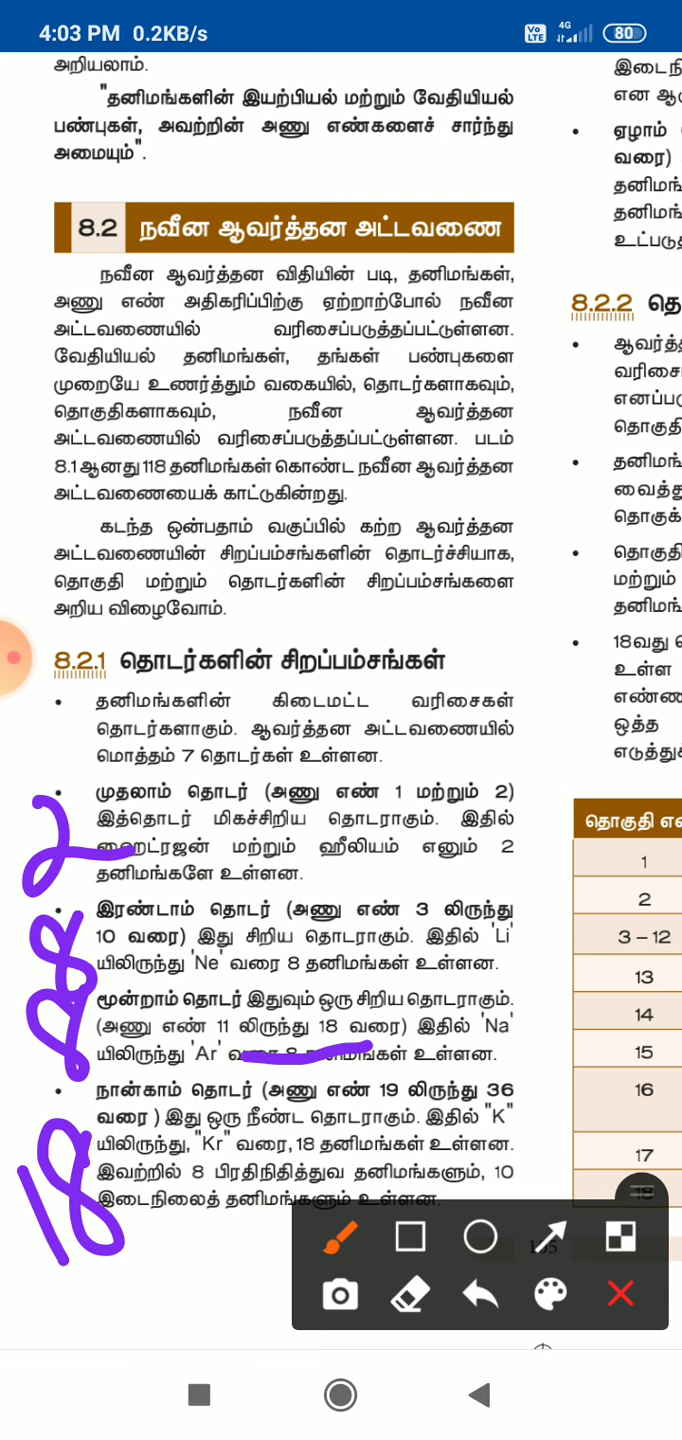 4:03 PM 0.2KB/s
Vo LTE 4G 80
அறியலாம்.
"தனிமங்களின் இயற்பியல் மற்றும் வேதியியல்
பண்புகள், அவற்றின் அணு எண்களைச் சார்ந்து
அமையும்".
8.2 நவீன ஆவர்த்தன அட்டவணை
நவீன ஆவர்த்தன விதியின் படி, தனிமங்கள்,
அணு எண் அதிகரிப்பிற்கு ஏற்றாற்போல் நவீன
அட்டவணையில் வரிசைப்படுத்தப்பட்டுள்ளன.
வேதியியல் தனிமங்கள், தங்கள் பண்புகளை
முறையே உணர்த்தும் வகையில், தொடர்களாகவும்,
தொகுதிகளாகவும், நவீன ஆவர்த்தன
அட்டவணையில் வரிசைப்படுத்தப்பட்டுள்ளன. படம்
8.1 ஆனது 118 தனிமங்கள் கொண்ட நவீன ஆவர்த்தன
அட்டவணையைக் காட்டுகின்றது.
கடந்த ஒன்பதாம் வகுப்பில் கற்ற ஆவர்த்தன
அட்டவணையின் சிறப்பம்சங்களின் தொடர்ச்சியாக,
தொகுதி மற்றும் தொடர்களின் சிறப்பம்சங்களை
அறிய விழைவோம்.
8.2.1 தொடர்களின் சிறப்பம்சங்கள்
• தனிமங்களின் கிடைமட்ட வரிசைகள்
தொடர்களாகும். ஆவர்த்தன அட்டவணையில்
மொத்தம் 7 தொடர்கள் உள்ளன.
• முதலாம் தொடர் (அணு எண் 1 மற்றும் 2)
இத்தொடர் மிகச்சிறிய தொடராகும். இதில்
ஹைட்ரஜன் மற்றும் ஹீலியம் எனும் 2
தனிமங்களே உள்ளன.
• இரண்டாம் தொடர் (அணு எண் 3 லிருந்து
10 வரை) இது சிறிய தொடராகும். இதில் 'Li'
யிலிருந்து 'Ne' வரை 8 தனிமங்கள் உள்ளன.
மூன்றாம் தொடர் இதுவும் ஒரு சிறிய தொடராகும்.
(அணு எண் 11 லிருந்து 18 வரை) இதில் 'Na'
யிலிருந்து 'Ar' வரை 8 தனிமங்கள் உள்ளன.
• நான்காம் தொடர் (அணு எண் 19 லிருந்து 36
வரை ) இது ஒரு நீண்ட தொடராகும். இதில் "K"
யிலிருந்து, "Kr" வரை, 18 தனிமங்கள் உள்ளன.
இவற்றில் 8 பிரதிநிதித்துவ தனிமங்களும், 10
இடைநிலைத் தனிமங்களும் உள்ளன.
2
8
8
18
என
• ஏழாம்
வரை)
8.2.2
•
•
•
• 18வது
உள்ள
ஒத்த
தொகுதி
1
2
3 – 12
13
14
15
16
17
18
105